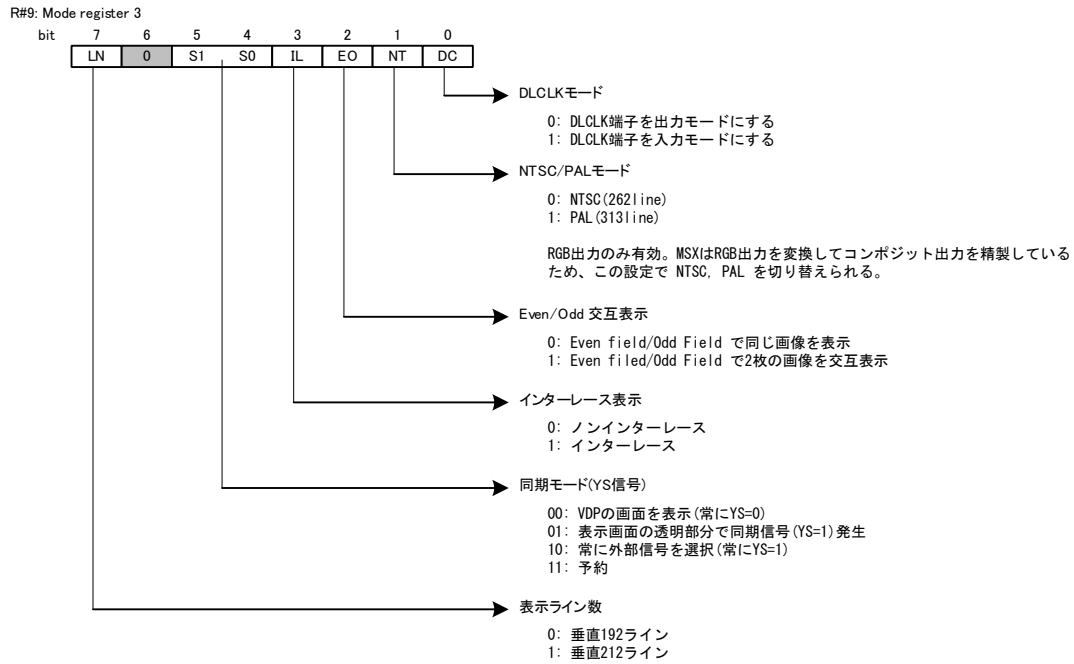 R#9: Mode register 3
bit 7 6 5 4 3 2 1 0
LN 0 S1 S0 IL EO NT DC
DLCLKモード
0: DLCLK端子を出力モードにする
1: DLCLK端子を入力モードにする
NTSC/PALモード
0: NTSC(262line)
1: PAL(313line)
RGB出力のみ有効。MSXはRGB出力を変換してコンポジット出力を精製している
ため、この設定で NTSC, PAL を切り替えられる。
Even/Odd 交互表示
0: Even field/Odd Field で同じ画像を表示
1: Even filed/Odd Field で2枚の画像を交互表示
インターレース表示
0: ノンインターレース
1: インターレース
同期モード(YS信号)
00: VDPの画面を表示(常にYS=0)
01: 表示画面の透明部分で同期信号(YS=1)発生
10: 常に外部信号を選択(常にYS=1)
11: 予約
表示ライン数
0: 垂直192ライン
1: 垂直212ライン